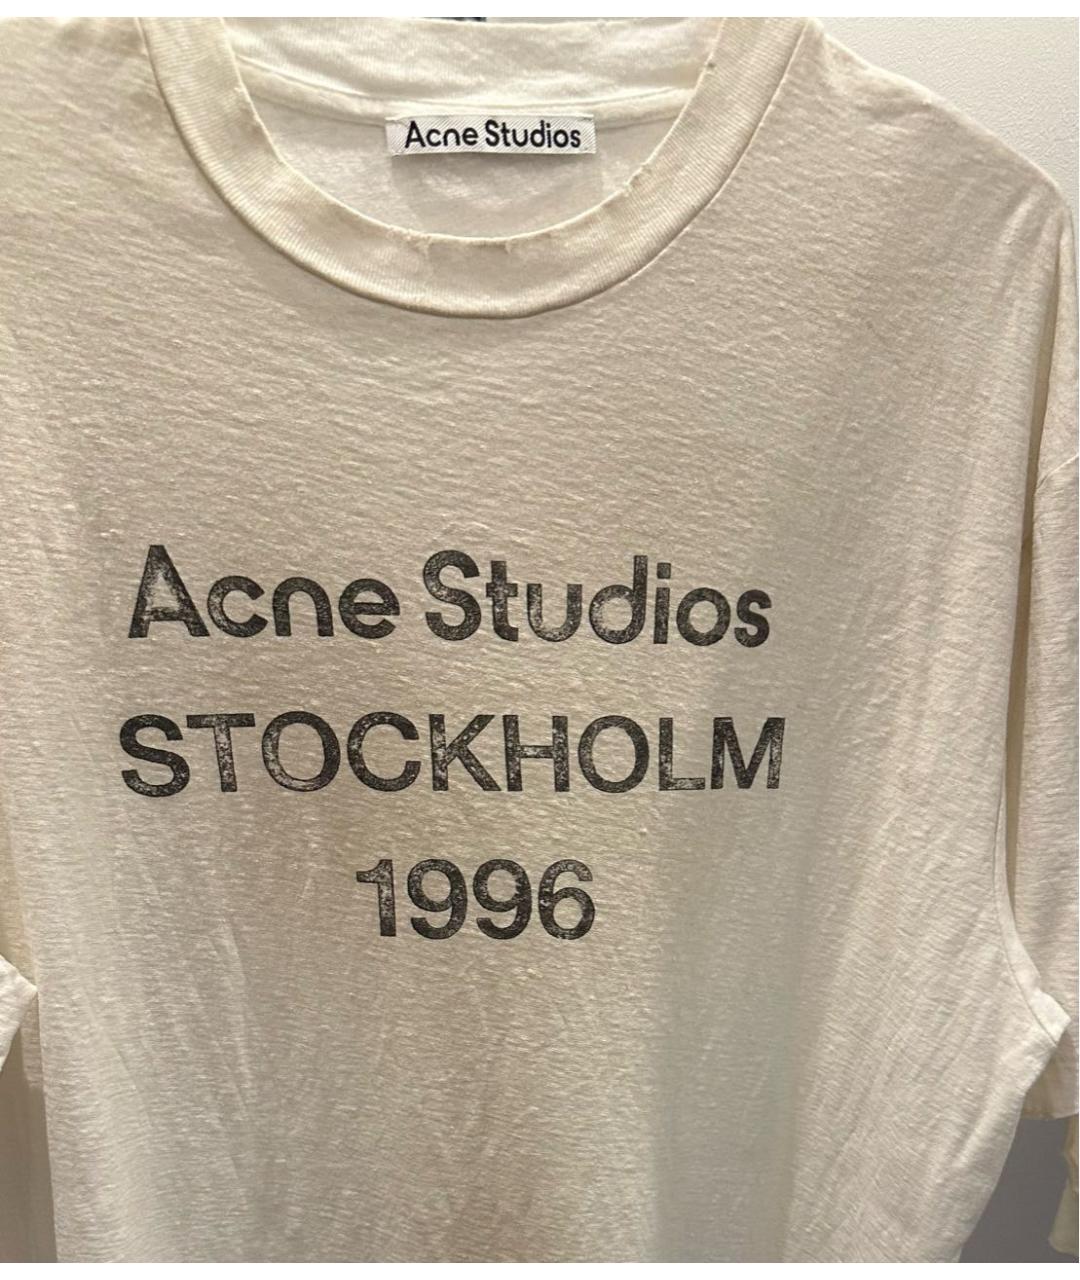 Acne Studios
Acne Studios
STOCKHOLM
1996